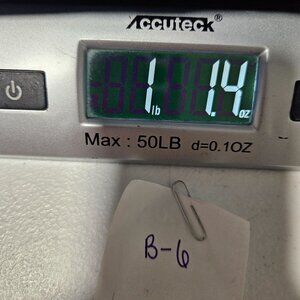 Accuteck®
1 lb 1.4 oz
Max : 50LB d=0.1OZ
B-6